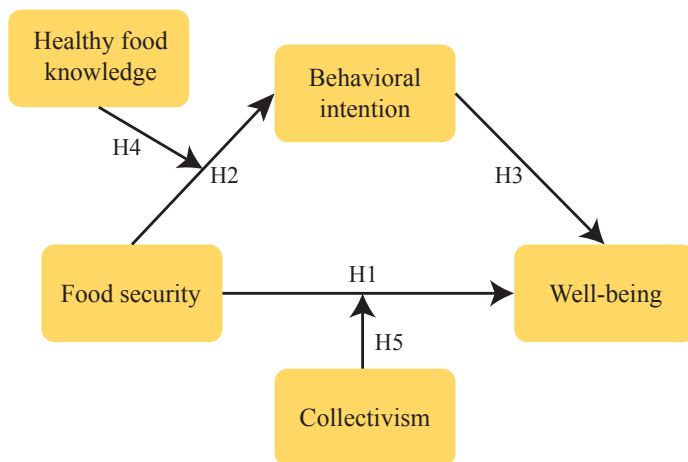 Healthy food
knowledge
Behavioral
intention
H4
H2
H3
Food security
H1
Well-being
H5
Collectivism